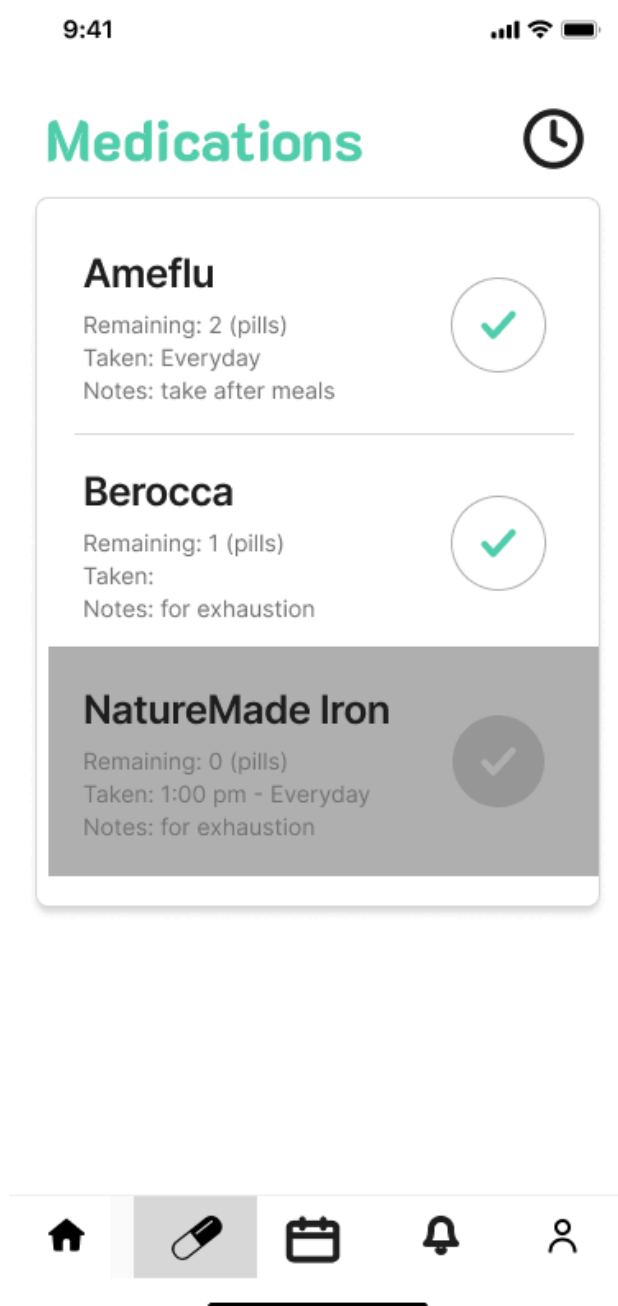 9:41
Medications
Ameflu
Remaining: 2 (pills)
Taken: Everyday
Notes: take after meals
Berocca
Remaining: 1 (pills)
Taken:
Notes: for exhaustion
NatureMade Iron
Remaining: 0 (pills)
Taken: 1:00 pm - Everyday
Notes: for exhaustion